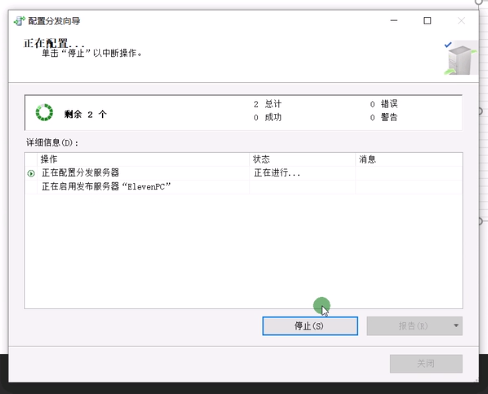 配置分发向导
正在配置...
单击“停止”以中断操作。
剩余 2 个
2 总计
0 错误
0 成功
0 警告
详细信息(D):
操作 状态 消息
正在配置分发服务器 正在进行...
正在启用发布服务器“ElevenPC”
停止(S)
报告(R)
关闭